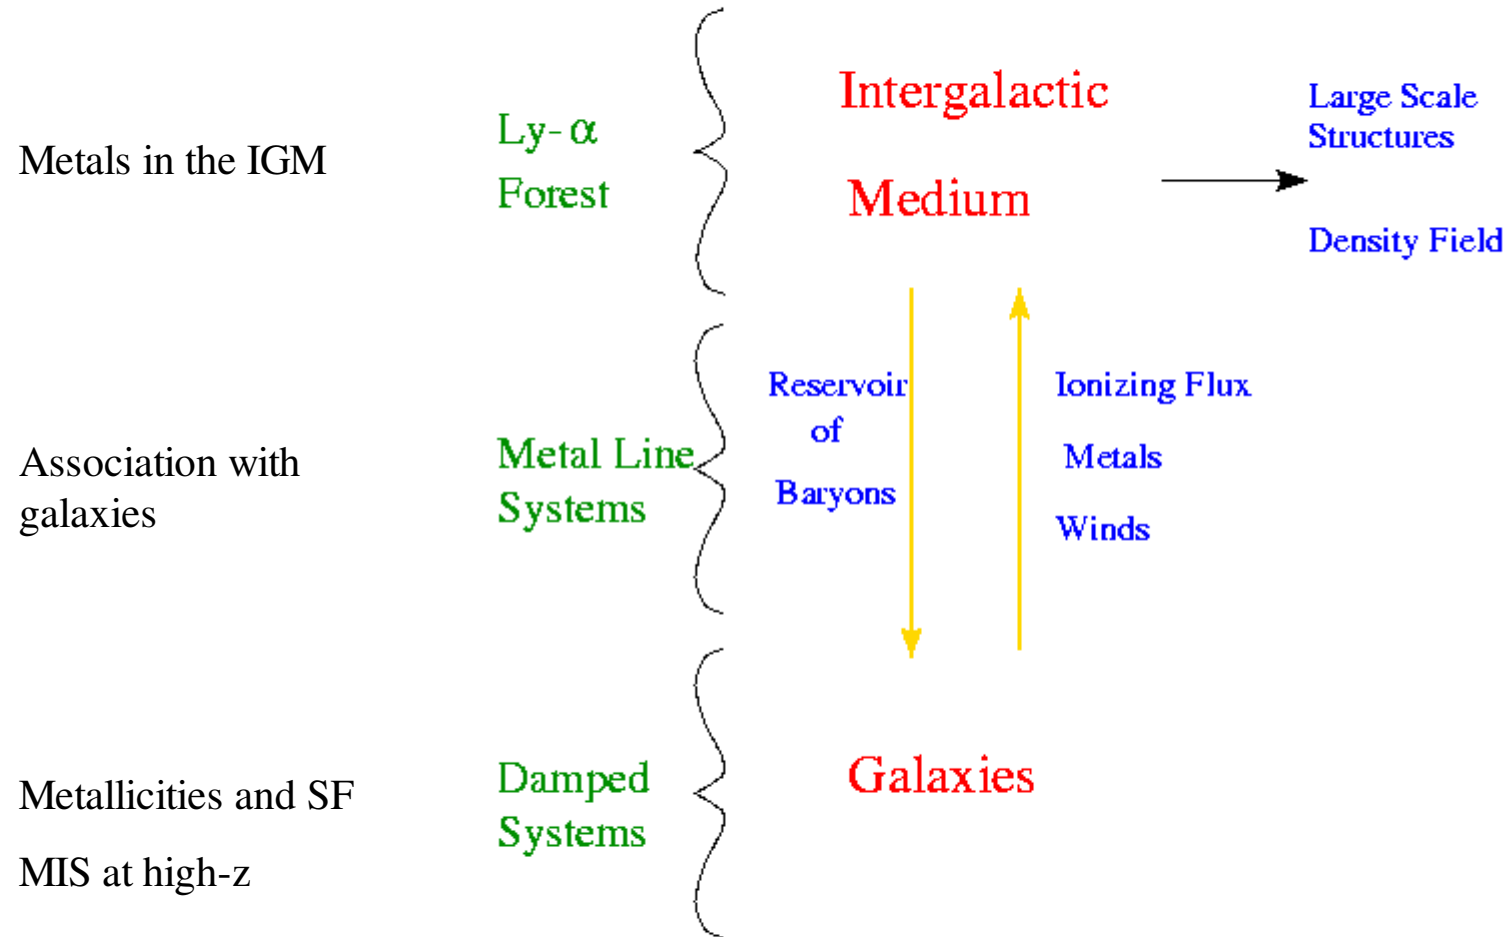 Metals in the IGM
Ly-α
Forest
Intergalactic
Medium
Large Scale
Structures
Density Field
Association with
galaxies
Metal Line
Systems
Reservoir
of
Baryons
Ionizing Flux
Metals
Winds
Metallicities and SF
MIS at high-z
Damped
Systems
Galaxies